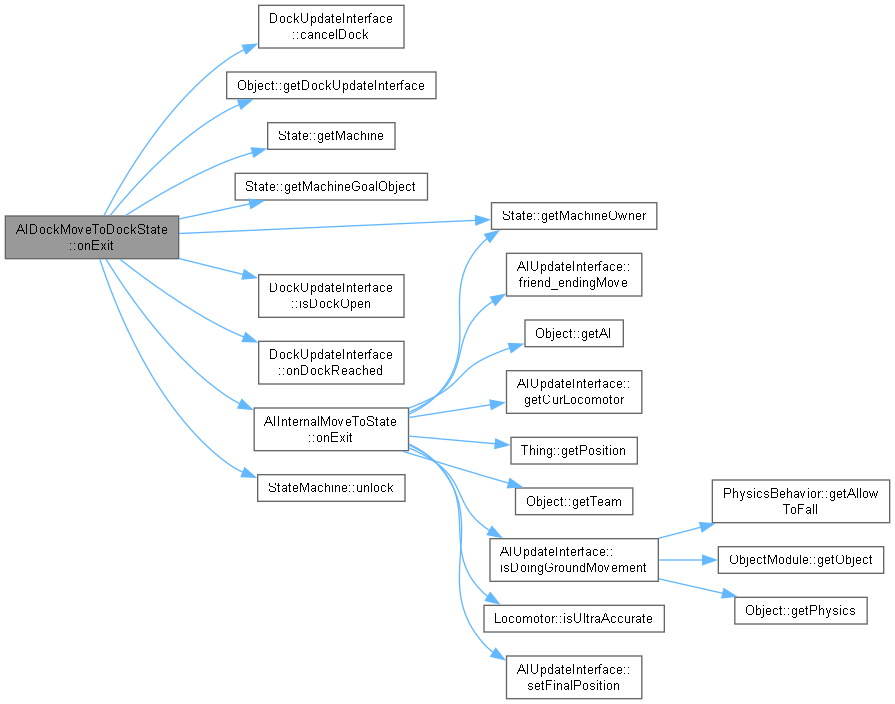 DockUpdateInterface
::cancelDock
Object::getDockUpdateInterface
State::getMachine
State::getMachineGoalObject
AIDockMoveToDockState
::onExit
State::getMachineOwner
AIUpdateInterface::
friend_endingMove
DockUpdateInterface
::isDockOpen
Object::getAI
DockUpdateInterface
::onDockReached
AIUpdateInterface::
getCurLocomotor
AIInternalMoveToState
::onExit
Thing::getPosition
StateMachine::unlock
Object::getTeam
PhysicsBehavior::getAllow
ToFall
AIUpdateInterface::
isDoingGroundMovement
ObjectModule::getObject
Object::getPhysics
Locomotor::isUltraAccurate
AIUpdateInterface::
setFinalPosition